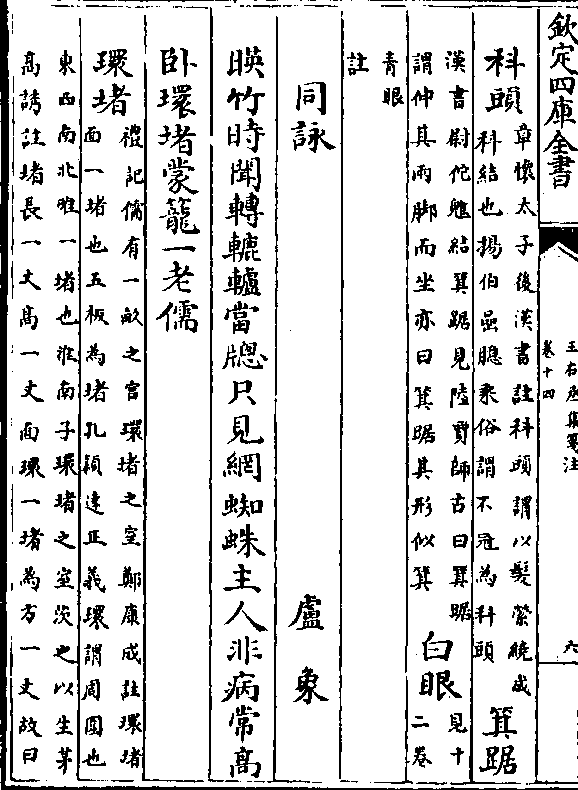 欽定四庫全書
王右丞集箋注
卷十四
六
科頭
章懷太子後漢書註科頭謂以髮縈繞成
科結也揚伯嵒臆乘俗謂不冠為科頭
箕踞
漢書尉佗魋結箕踞見陸賈師古曰箕踞
謂伸其兩脚而坐亦曰箕踞其形似箕
白眼
見十
二卷
青眼
註
同詠 盧象
暎竹時聞轉轆轤當牕只見網蜘蛛主人非病常高
卧環堵蒙籠一老儒
環堵
禮記儒有一畝之宫環堵之室鄭康成註環堵
面一堵也五板為堵孔穎達正義環謂周圍也
東西南北唯一堵也淮南子環堵之室茨之以生茅
高誘註堵長一丈高一丈面環一堵為方一丈故曰